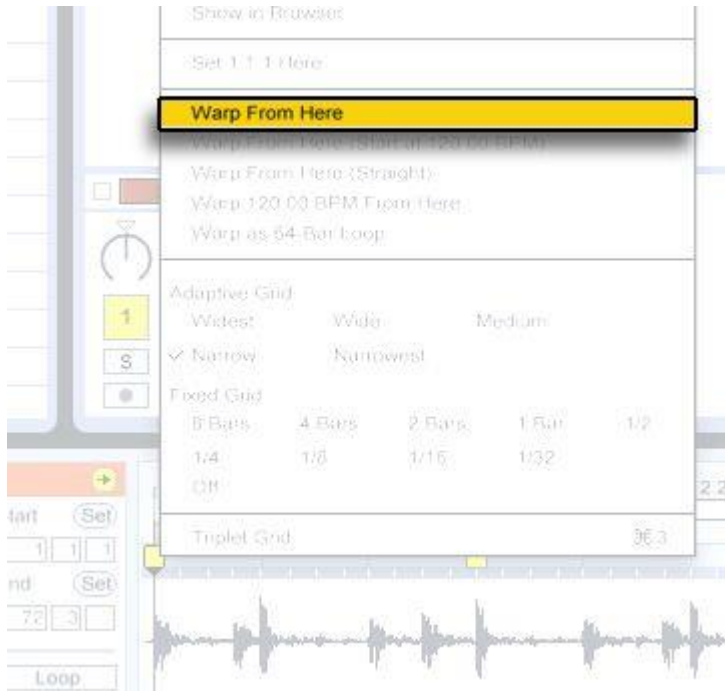 Show in Browser
Set 1.1.1 Here
Warp From Here
Warp From Here (Start at 120.00 BPM)
Warp From Here (Straight)
Warp 120.00 BPM From Here
Warp as 64-Bar Loop
Adaptive Grid
1 Widest Wide Medium
S ✓ Narrow Narrowest
Fixed Grid
8 Bars 4 Bars 2 Bars 1 Bar 1/2
1/4 1/8 1/16 1/32
Off
tart Set
1 1 1
Triplet Grid ⌘3
nd Set
72 3
Loop